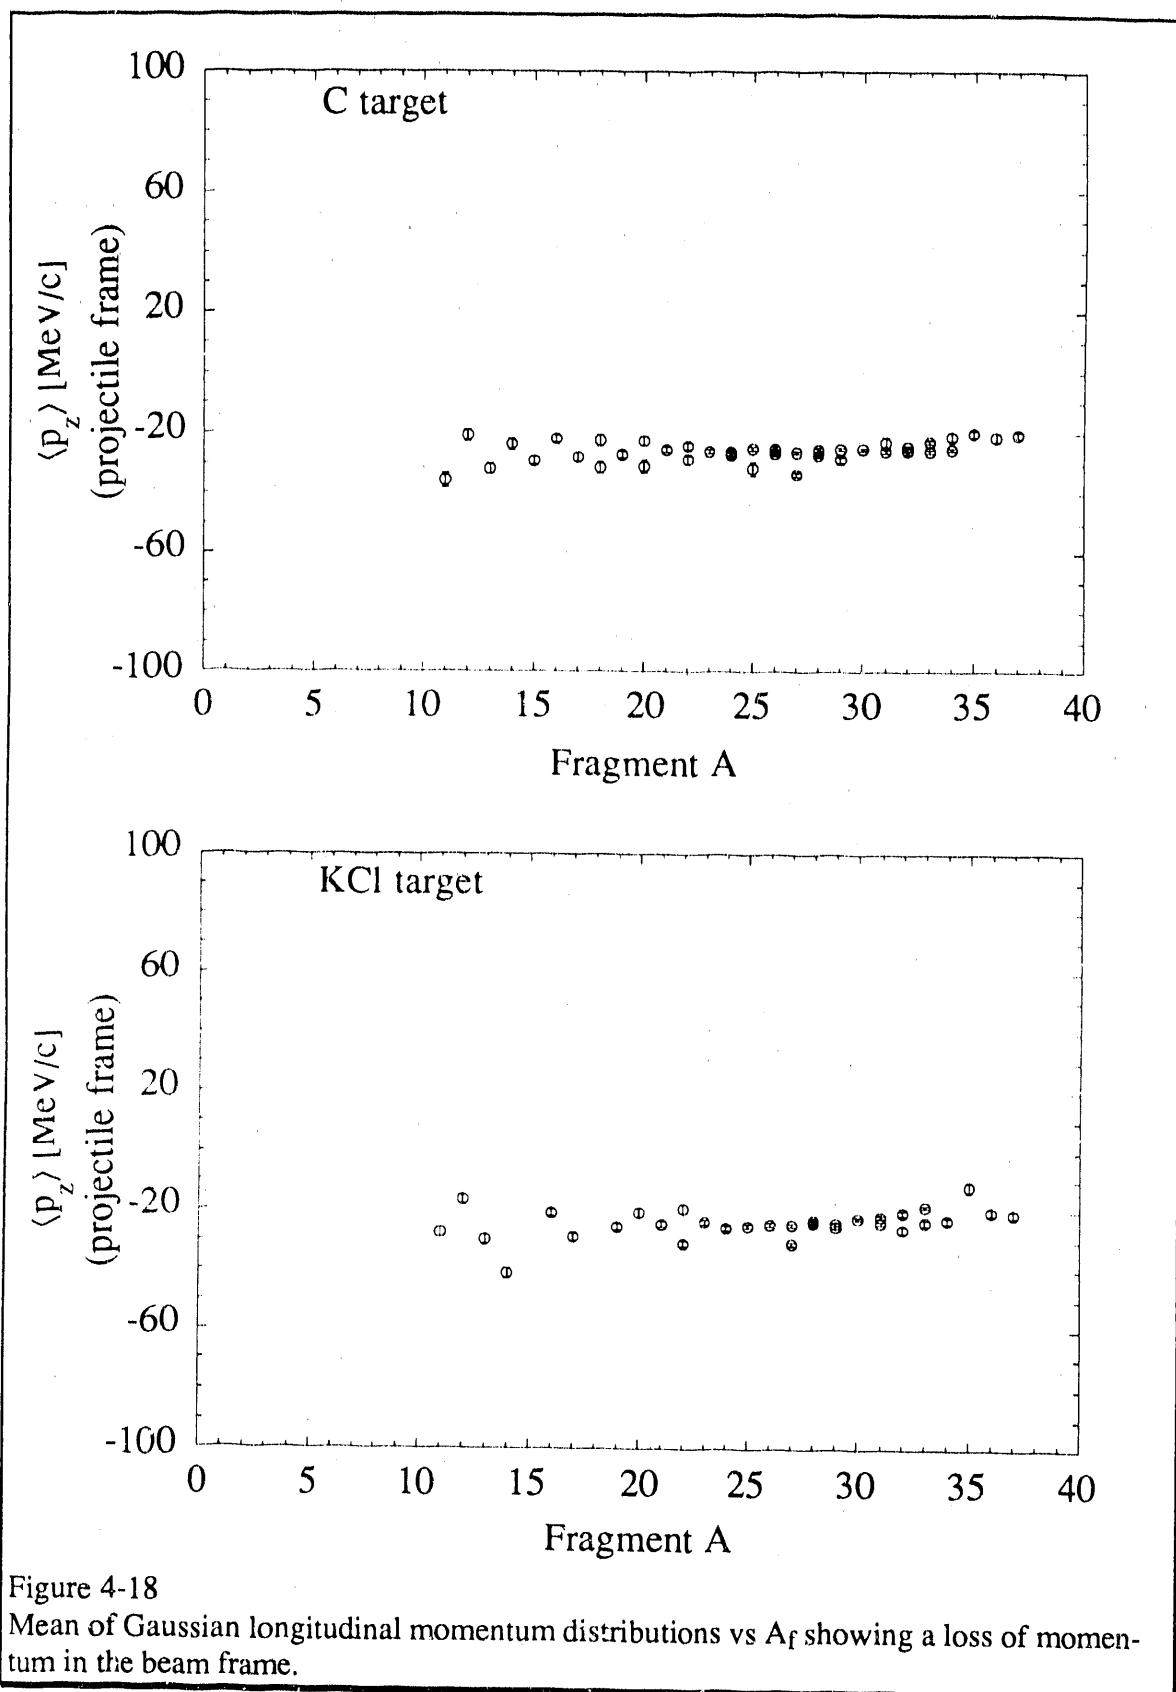 100
C target
60
20
-20
-60
-100
⟨p_z⟩ [MeV/c]
(projectile frame)
0 5 10 15 20 25 30 35 40
Fragment A
100
KCl target
60
20
-20
-60
-100
⟨p_z⟩ [MeV/c]
(projectile frame)
0 5 10 15 20 25 30 35 40
Fragment A
Figure 4-18
Mean of Gaussian longitudinal momentum distributions vs A_f showing a loss of momen-
tum in the beam frame.